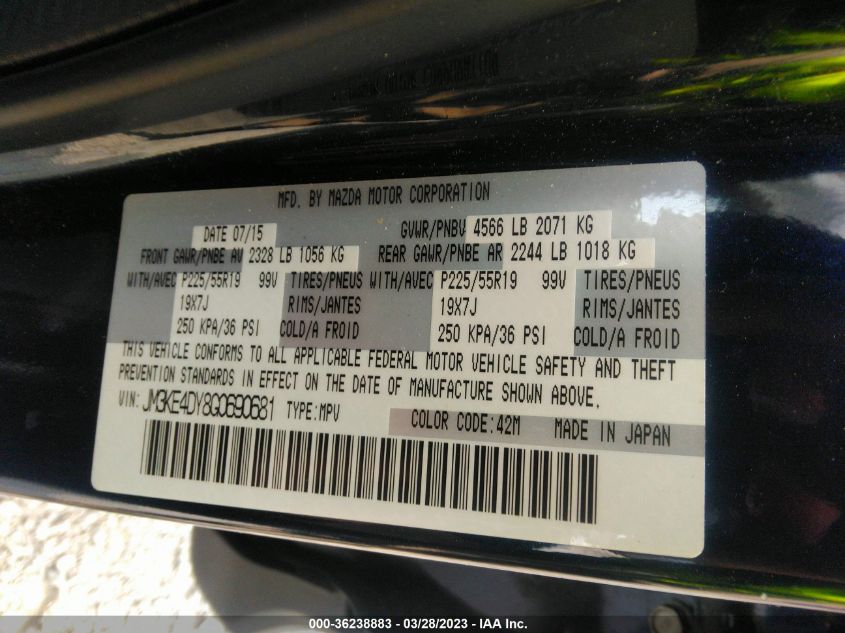 MFD. BY MAZDA MOTOR CORPORATION
DATE 07/15 GVWR/PNBV 4566 LB 2071 KG
FRONT GAWR/PNBE AV 2328 LB 1056 KG REAR GAWR/PNBE AR 2244 LB 1018 KG
WITH/AVEC P225/55R19 99V TIRES/PNEUS WITH/AVEC P225/55R19 99V TIRES/PNEUS
19X7J RIMS/JANTES 19X7J RIMS/JANTES
250 KPA/36 PSI COLD/A FROID 250 KPA/36 PSI COLD/A FROID
THIS VEHICLE CONFORMS TO ALL APPLICABLE FEDERAL MOTOR VEHICLE SAFETY AND THEFT
PREVENTION STANDARDS IN EFFECT ON THE DATE OF MANUFACTURE SHOWN ABOVE.
VIN: JM3KE4DY8G0690681 TYPE:MPV COLOR CODE:42M MADE IN JAPAN
000-36238883 - 03/28/2023 - IAA Inc.